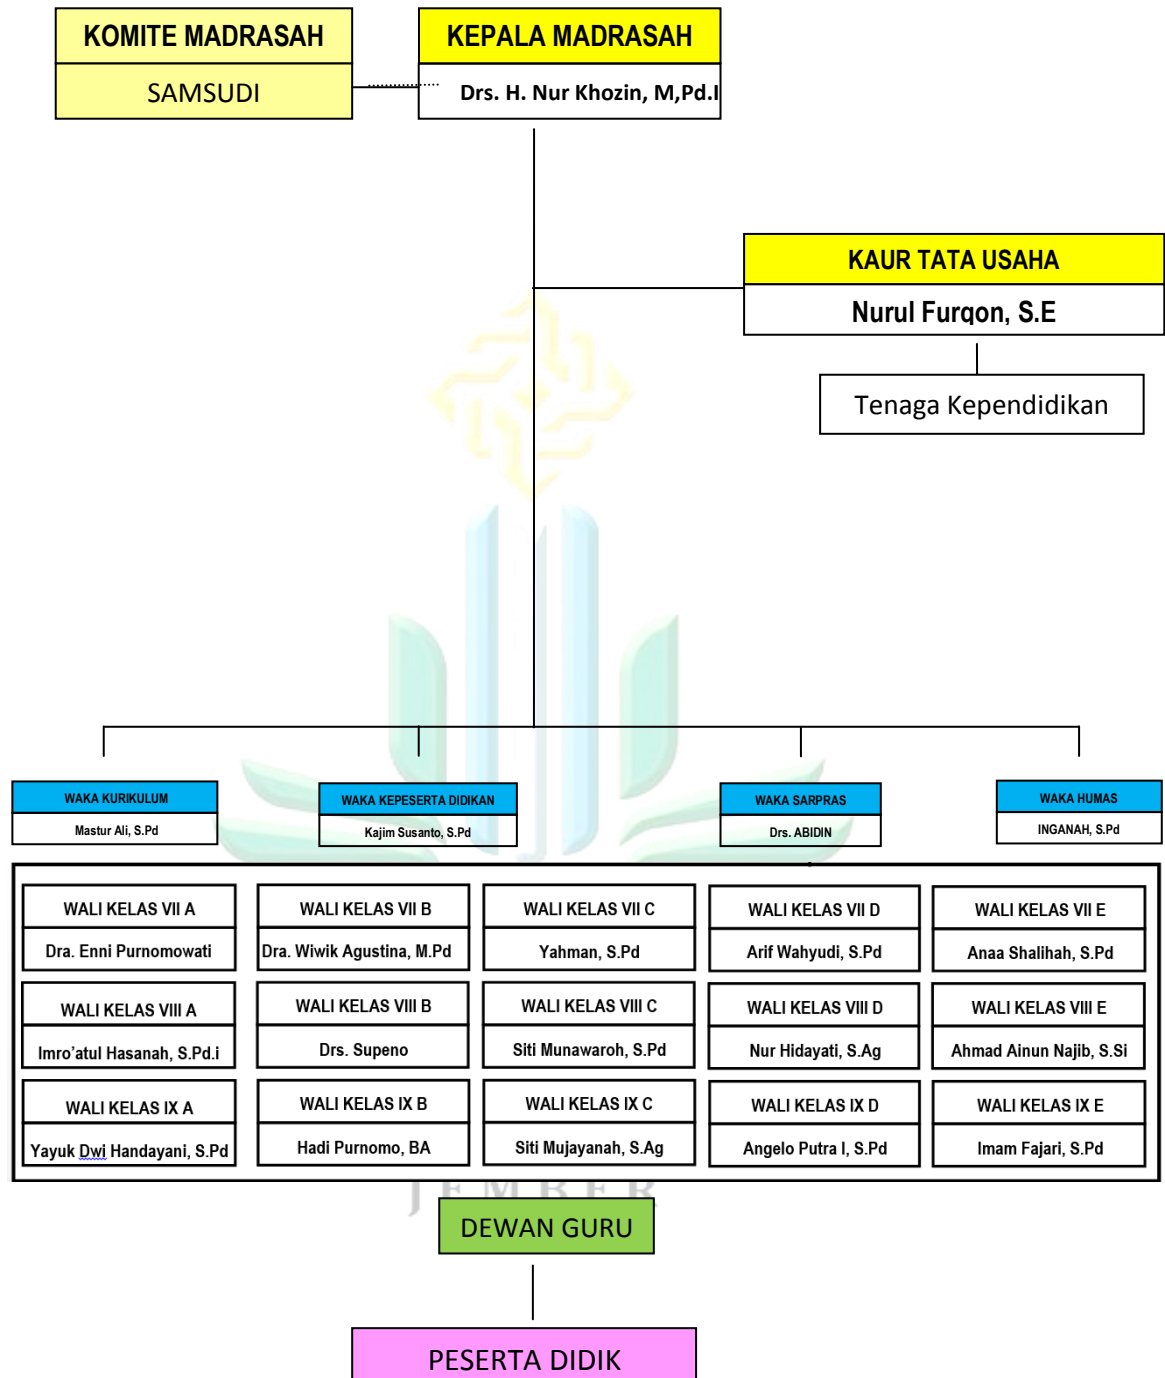 KOMITE MADRASAH
SAMSUDI
KEPALA MADRASAH
Drs. H. Nur Khozin, M,Pd.I
KAUR TATA USAHA
Nurul Furqon, S.E
Tenaga Kependidikan
WAKA KURIKULUM
Mastur Ali, S.Pd
WAKA KEPESERTA DIDIKAN
Kajim Susanto, S.Pd
WAKA SARPRAS
Drs. ABIDIN
WAKA HUMAS
INGANAH, S.Pd
WALI KELAS VII A
Dra. Enni Purnomowati
WALI KELAS VII B
Dra. Wiwik Agustina, M.Pd
WALI KELAS VII C
Yahman, S.Pd
WALI KELAS VII D
Arif Wahyudi, S.Pd
WALI KELAS VII E
Anaa Shalihah, S.Pd
WALI KELAS VIII A
Imro’atul Hasanah, S.Pd.i
WALI KELAS VIII B
Drs. Supeno
WALI KELAS VIII C
Siti Munawaroh, S.Pd
WALI KELAS VIII D
Nur Hidayati, S.Ag
WALI KELAS VIII E
Ahmad Ainun Najib, S.Si
WALI KELAS IX A
Yayuk Dwi Handayani, S.Pd
WALI KELAS IX B
Hadi Purnomo, BA
WALI KELAS IX C
Siti Mujayanah, S.Ag
WALI KELAS IX D
Angelo Putra I, S.Pd
WALI KELAS IX E
Imam Fajari, S.Pd
JEMBER
DEWAN GURU
PESERTA DIDIK